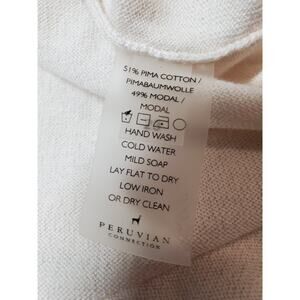 51% PIMA COTTON /
PIMABAUMWOLLE
49% MODAL /
MODAL
HAND WASH
COLD WATER
MILD SOAP
LAY FLAT TO DRY
LOW IRON
OR DRY CLEAN
PERUVIAN
CONNECTION